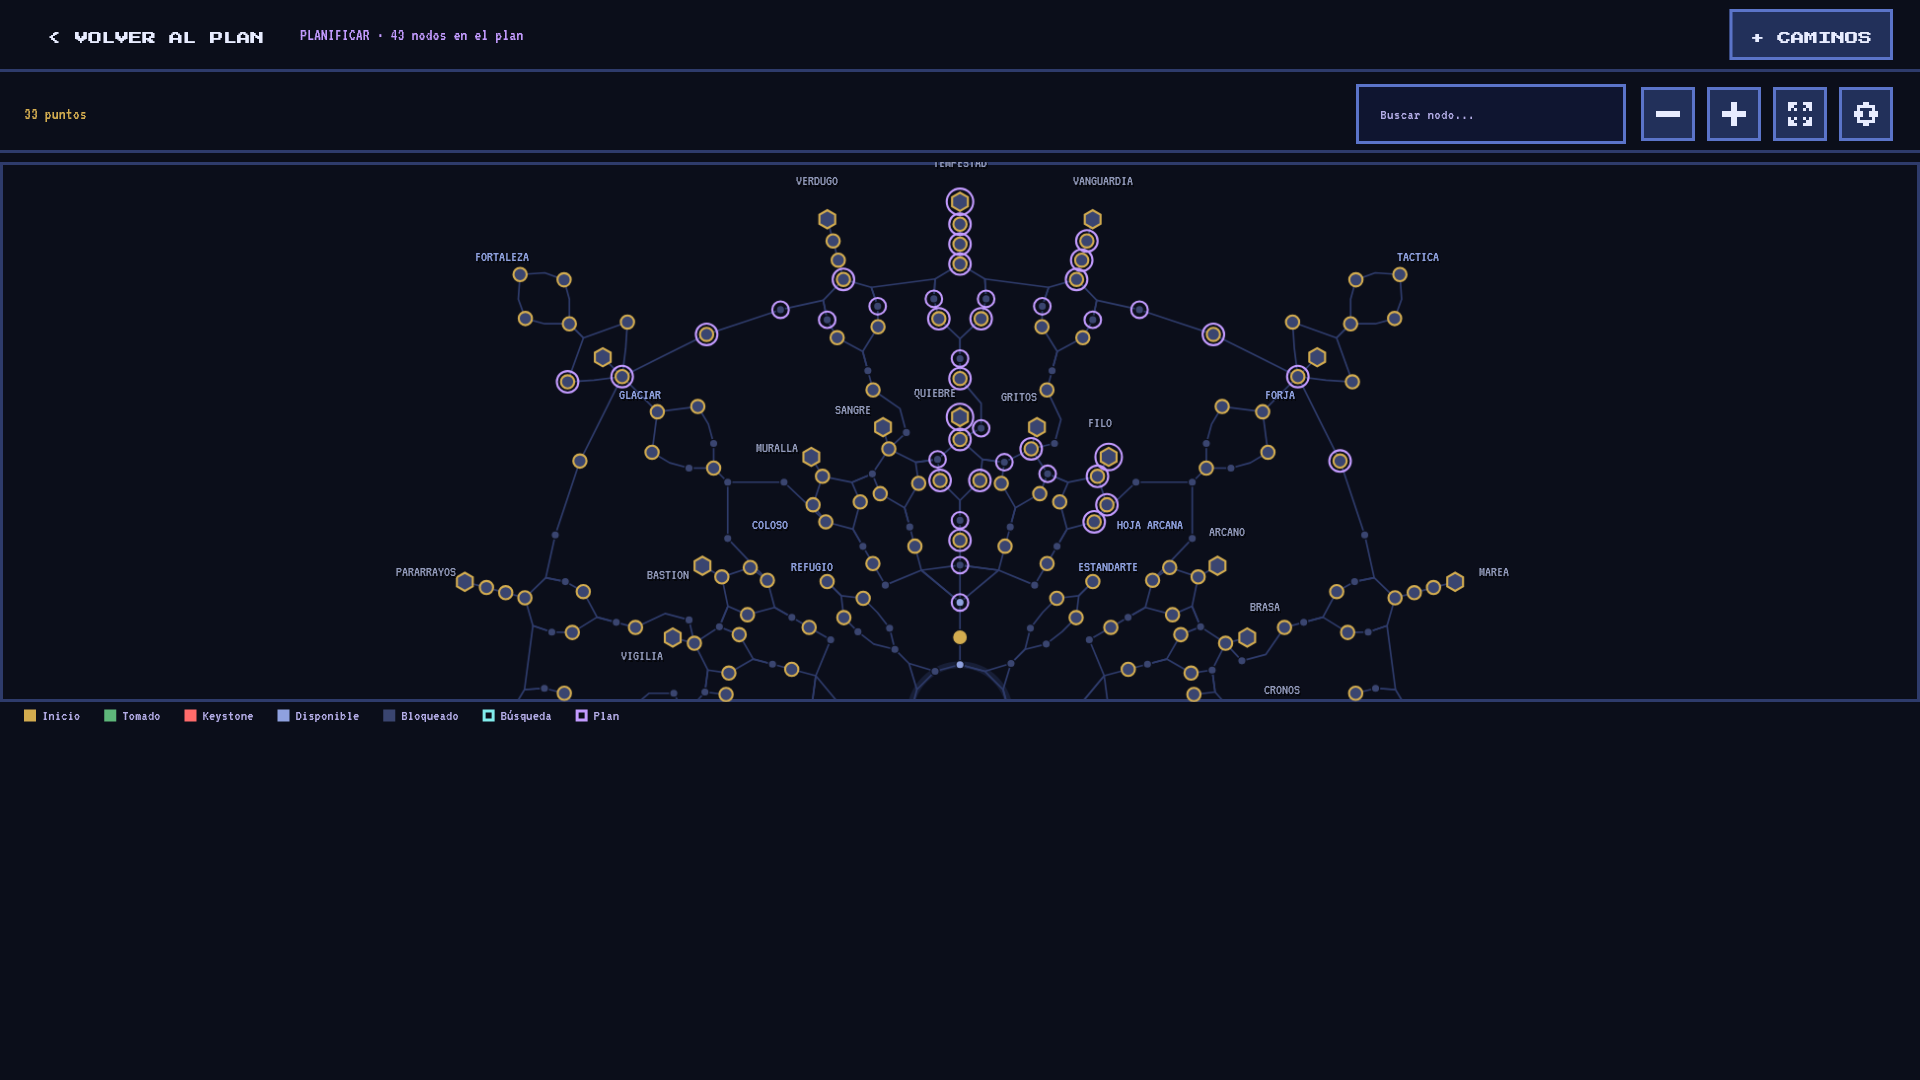 < VOLVER AL PLAN
PLANIFICAR · 43 nodos en el plan
+ CAMINOS
33 puntos
Buscar nodo...
TEMPESTAD
VERDUGO
VANGUARDIA
FORTALEZA
TACTICA
GLACIAR
QUIEBRE
GRITOS
FORJA
SANGRE
FILO
MURALLA
COLOSO
HOJA ARCANA
ARCANO
PARARRAYOS
BASTION
REFUGIO
ESTANDARTE
MAREA
BRASA
VIGILIA
CRONOS
Inicio
Tomado
Keystone
Disponible
Bloqueado
Búsqueda
Plan